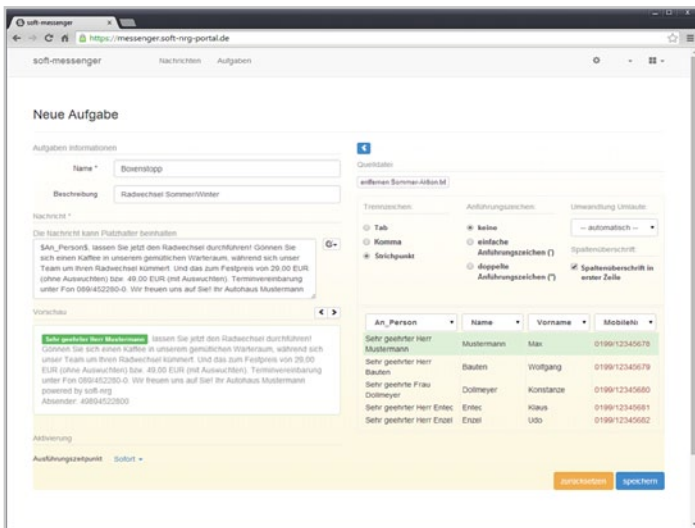 soft-messenger
https://messenger.soft-nrg-portal.de
soft-messenger Nachrichten Aufgaben
Neue Aufgabe
Aufgaben Informationen
Name * Boxenstopp
Beschreibung Radwechsel Sommer/Winter
Nachricht *
Die Nachricht kann Platzhalter beinhalten
$An_Person$, lassen Sie jetzt den Radwechsel durchführen! Gönnen Sie
sich einen Kaffee in unserem gemütlichen Warteraum, während sich unser
Team um Ihren Radwechsel kümmert. Und das zum Festpreis von 29,00 EUR
(ohne Auswuchten) bzw. 49,00 EUR (mit Auswuchten). Terminvereinbarung
unter Fon 089/452280-0. Wir freuen uns auf Sie! Ihr Autohaus Mustermann
Vorschau
Sehr geehrter Herr Mustermann, lassen Sie jetzt den Radwechsel durchführen!
Gönnen Sie sich einen Kaffee in unserem gemütlichen Warteraum, während sich
unser Team um Ihren Radwechsel kümmert. Und das zum Festpreis von 29,00
EUR (ohne Auswuchten) bzw. 49,00 EUR (mit Auswuchten). Terminvereinbarung
unter Fon 089/452280-0. Wir freuen uns auf Sie! Ihr Autohaus Mustermann
powered by soft-nrg
Absender: 49894522800
Aktivierung
Ausführungszeitpunkt Sofort
€
Quelldatei
entfernen Sommer-Aktion.txt
Trennzeichen:
Tab
Komma
Strichpunkt
Anführungszeichen:
keine
einfache
Anführungszeichen (')
doppelte
Anführungszeichen (")
Umwandlung Umlaute:
-- automatisch --
Spaltenüberschrift:
Spaltenüberschrift in
erster Zeile
An_Person Name Vorname MobileNr
Sehr geehrter Herr
Mustermann Mustermann Max 0199/12345678
Sehr geehrter Herr
Bauten Bauten Wolfgang 0199/12345679
Sehr geehrte Frau
Dollmeyer Dollmeyer Konstanze 0199/12345680
Sehr geehrter Herr Entec Entec Klaus 0199/12345681
Sehr geehrter Herr Enzel Enzel Udo 0199/12345682
zurücksetzen speichern